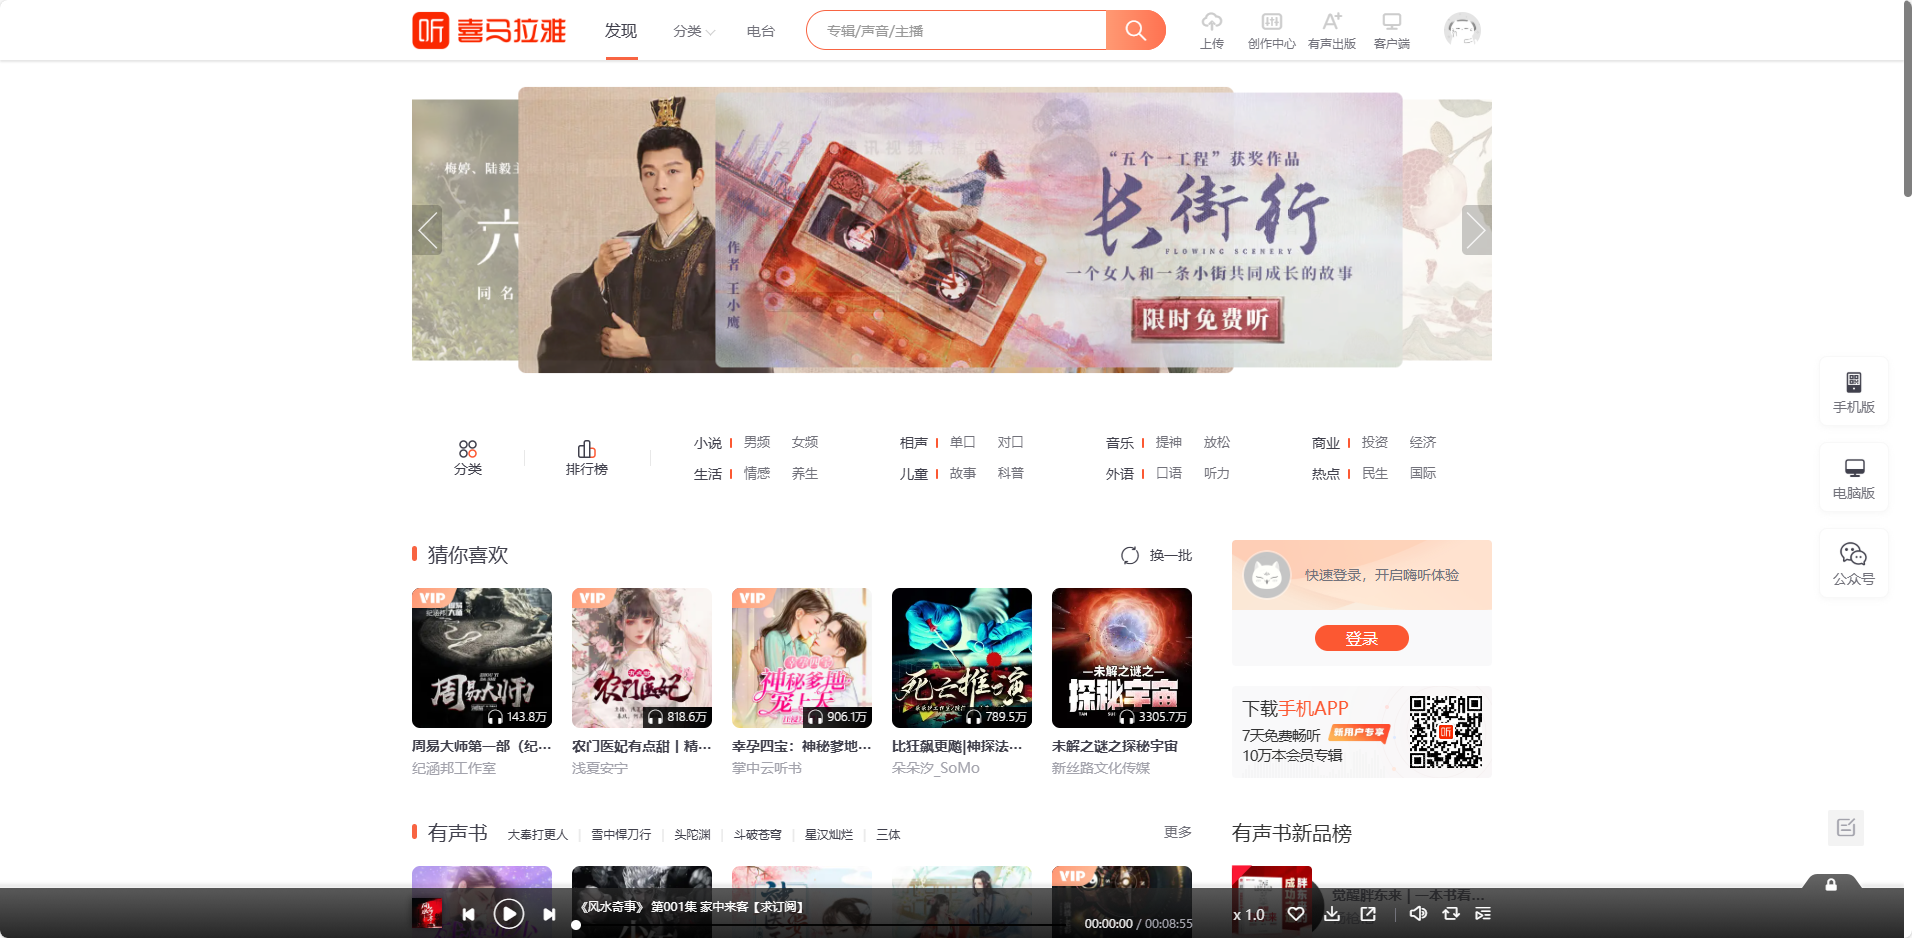 听 喜马拉雅
发现
分类
电台
专辑/声音/主播
上传
创作中心
有声出版
客户端
梅婷、陆毅主
六
同名
“五个一工程”获奖作品
长街行
FLOWING SCENERY
一个女人和一条小街共同成长的故事
作者 王小鹰
限时免费听
手机版
电脑版
公众号
分类
排行榜
小说 男频 女频
相声 单口 对口
音乐 提神 放松
商业 投资 经济
生活 情感 养生
儿童 故事 科普
外语 口语 听力
热点 民生 国际
猜你喜欢
换一批
VIP
周易大师
143.8万
周易大师第一部（纪...
纪涵邦工作室
VIP
农门医妃
818.6万
农门医妃有点甜丨精...
浅夏安宁
VIP
神秘爹地宠上天
906.1万
幸孕四宝：神秘爹地...
掌中云听书
死亡推演
789.5万
比狂飙更飚|神探法...
朵朵汐_SoMo
未解之谜之
探秘宇宙
3305.7万
未解之谜之探秘宇宙
新丝路文化传媒
快速登录，开启嗨听体验
登录
下载手机APP
7天免费畅听
新用户专享
10万本会员专辑
听
有声书
大奉打更人
雪中悍刀行
头陀渊
斗破苍穹
星汉灿烂
三体
更多
有声书新品榜
VIP
觉醒胖东来 | 一本书看...
《风水奇事》 第001集 家中来客【求订阅】
00:00:00 / 00:08:55
x 1.0